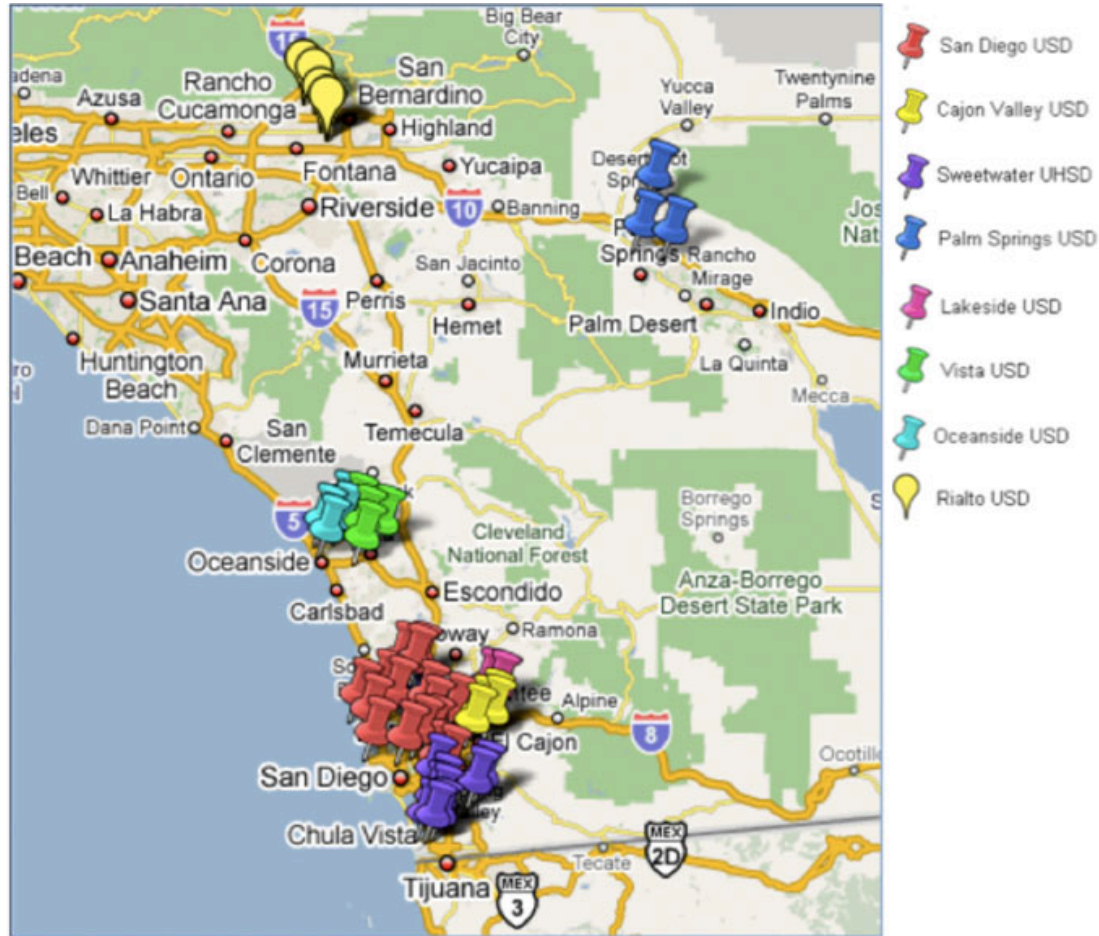 Big Bear
City
15
adena
Azusa
Rancho
Cucamonga
San
Bernardino
Yucca
Valley
Twentynine
Palms
eles
Highland
Fontana
Yucaipa
Whittier
Ontario
Bell
La Habra
Riverside
10
Banning
Desert
Beach
Anaheim
Corona
San Jacinto
Springs
Rancho
Mirage
Santa Ana
15
Perris
Hemet
Palm Desert
Indio
Huntington
Beach
Murrieta
La Quinta
Mecca
Dana Point
San
Clemente
Temecula
5
Oceanside
Cleveland
National Forest
Borrego
Springs
Carlsbad
Escondido
Anza-Borrego
Desert State Park
oway
Ramona
Alpine
8
El Cajon
Ocotillo
San Diego
Chula Vista
MEX
2D
Tecate
Tijuana
MEX
3
San Diego USD
Cajon Valley USD
Sweetwater UHSD
Palm Springs USD
Lakeside USD
Vista USD
Oceanside USD
Rialto USD